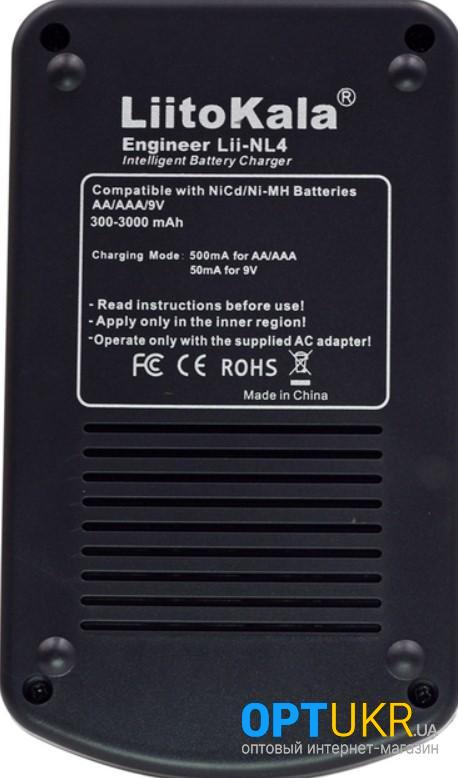 LiitoKala®
Engineer Lii-NL4
Intelligent Battery Charger
Compatible with NiCd/Ni-MH Batteries
AA/AAA/9V
300-3000 mAh
Charging Mode: 500mA for AA/AAA
50mA for 9V
- Read instructions before use!
- Apply only in the inner region!
-Operate only with the supplied AC adapter!
FC CE ROHS
Made in China
OPTUKR.UA
оптовый интернет-магазин